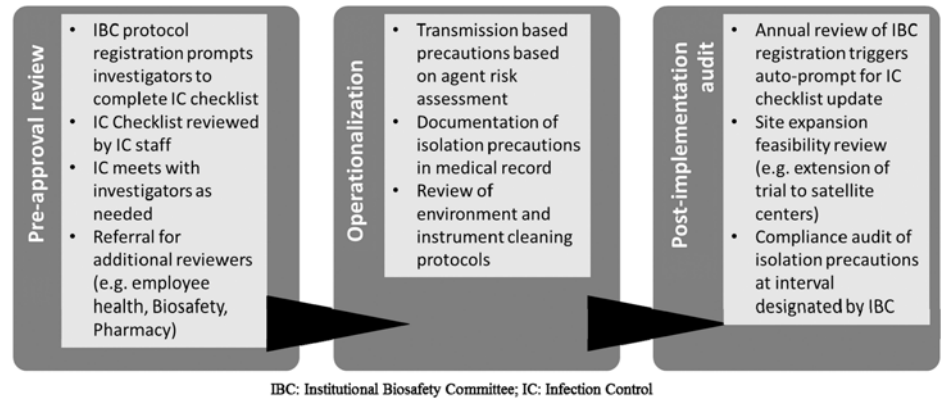 Pre-approval review
• IBC protocol
registration prompts
investigators to
complete IC checklist
• IC Checklist reviewed
by IC staff
• IC meets with
investigators as
needed
• Referral for
additional reviewers
(e.g. employee
health, Biosafety,
Pharmacy)
Operationalization
• Transmission based
precautions based
on agent risk
assessment
• Documentation of
isolation precautions
in medical record
• Review of
environment and
instrument cleaning
protocols
Post-implementation
audit
• Annual review of IBC
registration triggers
auto-prompt for IC
checklist update
• Site expansion
feasibility review
(e.g. extension of
trial to satellite
centers)
• Compliance audit of
isolation precautions
at interval
designated by IBC
IBC: Institutional Biosafety Committee; IC: Infection Control